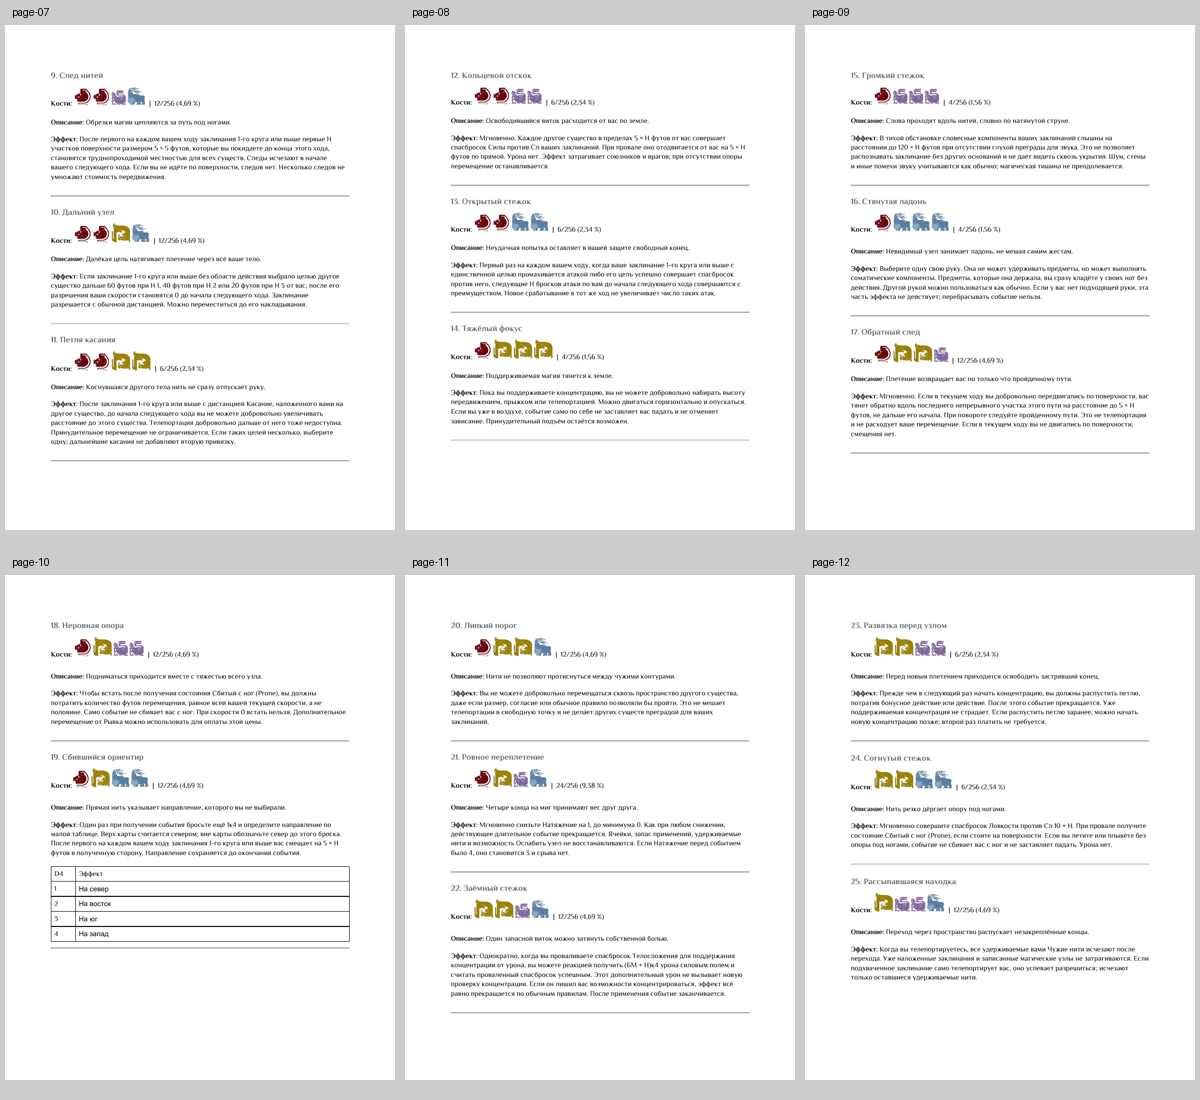 page-07
9. След нитей
Кости: | 12/256 (4,69 %)
Описание: Обрезки магии цепляются за путь под ногами.
Эффект: После первого на каждом вашем ходу заклинания 1-го круга или выше первые Н
участков поверхности размером 5 × 5 футов, которые вы покидаете до конца этого хода,
становятся труднопроходимой местностью для всех существ. Следы исчезают в начале
вашего следующего хода. Если вы не идёте по поверхности, следов нет. Несколько следов не
умножают стоимость передвижения.
10. Дальний узел
Кости: | 12/256 (4,69 %)
Описание: Далёкая цель натягивает плетение через всё ваше тело.
Эффект: Если заклинание 1-го круга или выше без области действия выбрало целью другое
существо дальше 60 футов при Н 1, 40 футов при Н 2 или 20 футов при Н 3 от вас, после его
разрешения ваши скорости становятся 0 до начала следующего хода. Заклинание
разрешается с обычной дистанцией. Можно переместиться до его накладывания.
11. Петля касания
Кости: | 6/256 (2,34 %)
Описание: Коснувшаяся другого тела нить не сразу отпускает руку.
Эффект: После заклинания 1-го круга или выше с дистанцией Касание, наложенного вами на
другое существо, до начала следующего хода вы не можете добровольно увеличивать
расстояние до этого существа. Телепортация добровольно дальше от него тоже недоступна.
Принудительное перемещение не ограничивается. Если таких целей несколько, выберите
одну; дальнейшие касания не добавляют вторую привязку.
page-08
12. Кольцевой отскок
Кости: | 6/256 (2,34 %)
Описание: Освободившийся виток расходится от вас по земле.
Эффект: Мгновенно. Каждое другое существо в пределах 5 × Н футов от вас совершает
спасбросок Силы против Сл ваших заклинаний. При провале оно отодвигается от вас на 5 × Н
футов по прямой. Урона нет. Эффект затрагивает союзников и врагов; при отсутствии опоры
перемещение останавливается.
13. Открытый стежок
Кости: | 6/256 (2,34 %)
Описание: Неудачная попытка оставляет в вашей защите свободный конец.
Эффект: Первый раз на каждом вашем ходу, когда ваше заклинание 1-го круга или выше с
единственной целью промахивается атакой либо его цель успешно совершает спасбросок
против него, следующие Н бросков атаки по вам до начала следующего хода совершаются с
преимуществом. Новое срабатывание в тот же ход не увеличивает число таких атак.
14. Тяжёлый фокус
Кости: | 4/256 (1,56 %)
Описание: Поддерживаемая магия тянется к земле.
Эффект: Пока вы поддерживаете концентрацию, вы не можете добровольно набирать высоту
передвижением, прыжком или телепортацией. Можно двигаться горизонтально и опускаться.
Если вы уже в воздухе, событие само по себе не заставляет вас падать и не отменяет
зависание. Принудительный подъём остаётся возможен.
page-09
15. Громкий стежок
Кости: | 4/256 (1,56 %)
Описание: Слова проходят вдоль нитей, словно по натянутой струне.
Эффект: В тихой обстановке словесные компоненты ваших заклинаний слышны на
расстоянии до 120 × Н футов при отсутствии глухой преграды для звука. Это не позволяет
распознавать заклинание без других оснований и не даёт видеть сквозь укрытия. Шум, стены
и иные помехи звуку учитываются как обычно; магическая тишина не преодолевается.
16. Стянутая ладонь
Кости: | 4/256 (1,56 %)
Описание: Невидимый узел занимает ладонь, не мешая самим жестам.
Эффект: Выберите одну свою руку. Она не может удерживать предметы, но может выполнять
соматические компоненты. Предметы, которые она держала, вы сразу кладёте у своих ног без
действия. Другой рукой можно пользоваться как обычно. Если у вас нет подходящей руки, эта
часть эффекта не действует; перебрасывать событие нельзя.
17. Обратный след
Кости: | 12/256 (4,69 %)
Описание: Плетение возвращает вас по только что пройденному пути.
Эффект: Мгновенно. Если в текущем ходу вы добровольно передвигались по поверхности, вас
тянет обратно вдоль последнего непрерывного участка этого пути на расстояние до 5 × Н
футов, не дальше его начала. При повороте следуйте пройденному пути. Это не телепортация
и не расходует ваше перемещение. Если в текущем ходу вы не двигались по поверхности,
смещения нет.
page-10
18. Неровная опора
Кости: | 12/256 (4,69 %)
Описание: Подниматься приходится вместе с тяжестью всего узла.
Эффект: Чтобы встать после получения состояния Сбитый с ног (Prone), вы должны
потратить количество футов перемещения, равное всей вашей текущей скорости, а не
половине. Само событие не сбивает вас с ног. При скорости 0 встать нельзя. Дополнительное
перемещение от Рывка можно использовать для оплаты этой цены.
19. Сбившийся ориентир
Кости: | 12/256 (4,69 %)
Описание: Прямая нить указывает направление, которого вы не выбирали.
Эффект: Один раз при получении события бросьте ещё 1к4 и определите направление по
малой таблице. Верх карты считается севером; вне карты обозначьте север до этого броска.
После первого на каждом вашем ходу заклинания 1-го круга или выше вас смещает на 5 × Н
футов в полученную сторону. Направление сохраняется до окончания события.
D4 Эффект
1 На север
2 На восток
3 На юг
4 На запад
page-11
20. Липкий порог
Кости: | 12/256 (4,69 %)
Описание: Нити не позволяют протиснуться между чужими контурами.
Эффект: Вы не можете добровольно перемещаться сквозь пространство другого существа,
даже если размер, согласие или обычное правило позволяли бы пройти. Это не мешает
телепортации в свободную точку и не делает других существ преградой для ваших
заклинаний.
21. Ровное переплетение
Кости: | 24/256 (9,38 %)
Описание: Четыре конца на миг принимают вес друг друга.
Эффект: Мгновенно снизьте Натяжение на 1, до минимума 0. Как при любом снижении,
действующее длительное событие прекращается. Ячейки, запас применений, удерживаемые
нити и возможность Ослабить узел не восстанавливаются. Если Натяжение перед событием
было 4, оно становится 3 и срыва нет.
22. Заёмный стежок
Кости: | 12/256 (4,69 %)
Описание: Один запасной виток можно затянуть собственной болью.
Эффект: Однократно, когда вы проваливаете спасбросок Телосложения для поддержания
концентрации от урона, вы можете реакцией получить (БМ + Н)к4 урона силовым полем и
считать проваленный спасбросок успешным. Этот дополнительный урон не вызывает новую
проверку концентрации. Если он лишил вас возможности концентрироваться, эффект всё
равно прекращается по обычным правилам. После применения событие заканчивается.
page-12
23. Развязка перед узлом
Кости: | 6/256 (2,34 %)
Описание: Перед новым плетением приходится освободить застрявший конец.
Эффект: Прежде чем в следующий раз начать концентрацию, вы должны распустить петлю,
потратив бонусное действие или действие. После этого событие прекращается. Уже
поддерживаемая концентрация не страдает. Если распустить петлю заранее, можно начать
новую концентрацию позже; второй раз платить не требуется.
24. Согнутый стежок
Кости: | 6/256 (2,34 %)
Описание: Нить резко дёргает опору под ногами.
Эффект: Мгновенно совершите спасбросок Ловкости против Сл 10 + Н. При провале получите
состояние Сбитый с ног (Prone), если стоите на поверхности. Если вы летите или плывёте без
опоры под ногами, событие не сбивает вас с ног и не заставляет падать. Урона нет.
25. Рассыпавшаяся находка
Кости: | 12/256 (4,69 %)
Описание: Переход через пространство распускает незакреплённые концы.
Эффект: Когда вы телепортируетесь, все удерживаемые вами Чужие нити исчезают после
перехода. Уже наложенные заклинания и записанные магические узлы не затрагиваются. Если
подхваченное заклинание само телепортирует вас, оно успевает разрешиться; исчезают
только оставшиеся удерживаемые нити.